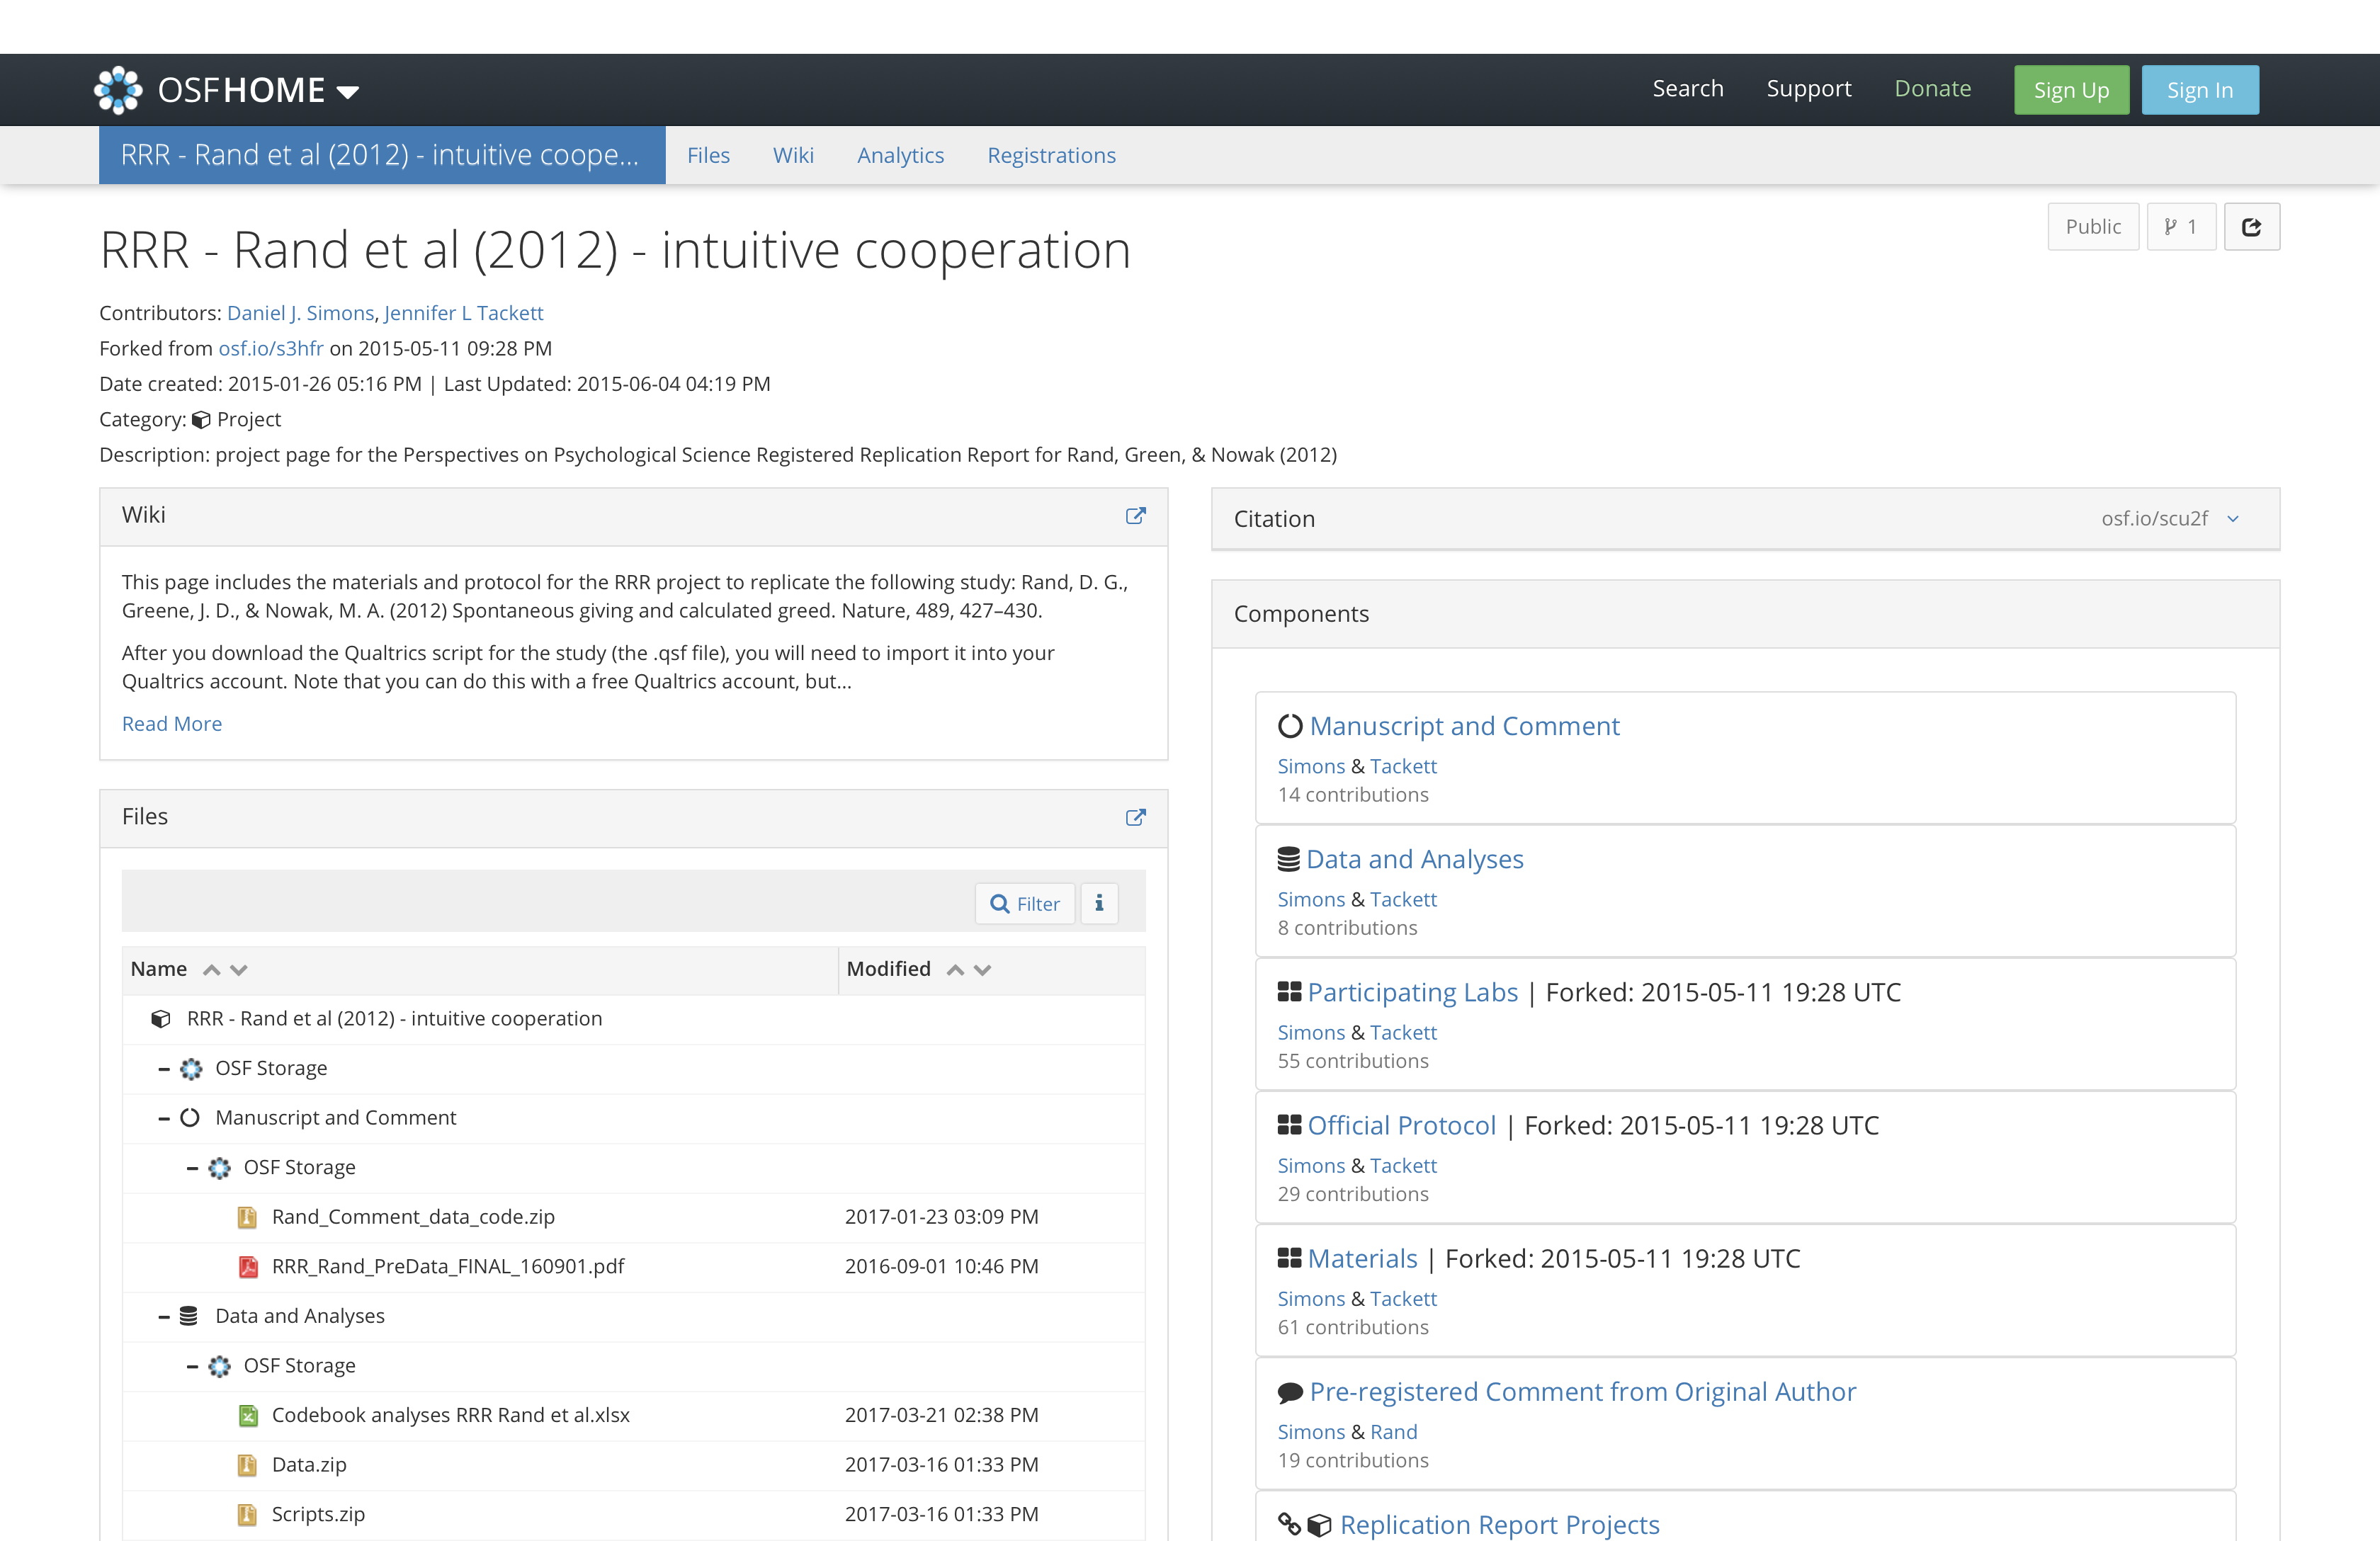 OSFHOME
Search Support Donate Sign Up Sign In
RRR - Rand et al (2012) - intuitive coope... Files Wiki Analytics Registrations
Public 1
RRR - Rand et al (2012) - intuitive cooperation
Contributors: Daniel J. Simons, Jennifer L Tackett
Forked from osf.io/s3hfr on 2015-05-11 09:28 PM
Date created: 2015-01-26 05:16 PM | Last Updated: 2015-06-04 04:19 PM
Category: Project
Description: project page for the Perspectives on Psychological Science Registered Replication Report for Rand, Green, & Nowak (2012)
Wiki
This page includes the materials and protocol for the RRR project to replicate the following study: Rand, D. G.,
Greene, J. D., & Nowak, M. A. (2012) Spontaneous giving and calculated greed. Nature, 489, 427–430.
After you download the Qualtrics script for the study (the .qsf file), you will need to import it into your
Qualtrics account. Note that you can do this with a free Qualtrics account, but...
Read More
Files
Filter i
Name Modified
RRR - Rand et al (2012) - intuitive cooperation
OSF Storage
Manuscript and Comment
OSF Storage
Rand_Comment_data_code.zip 2017-01-23 03:09 PM
RRR_Rand_PreData_FINAL_160901.pdf 2016-09-01 10:46 PM
Data and Analyses
OSF Storage
Codebook analyses RRR Rand et al.xlsx 2017-03-21 02:38 PM
Data.zip 2017-03-16 01:33 PM
Scripts.zip 2017-03-16 01:33 PM
Citation osf.io/scu2f
Components
Manuscript and Comment
Simons & Tackett
14 contributions
Data and Analyses
Simons & Tackett
8 contributions
Participating Labs | Forked: 2015-05-11 19:28 UTC
Simons & Tackett
55 contributions
Official Protocol | Forked: 2015-05-11 19:28 UTC
Simons & Tackett
29 contributions
Materials | Forked: 2015-05-11 19:28 UTC
Simons & Tackett
61 contributions
Pre-registered Comment from Original Author
Simons & Rand
19 contributions
Replication Report Projects